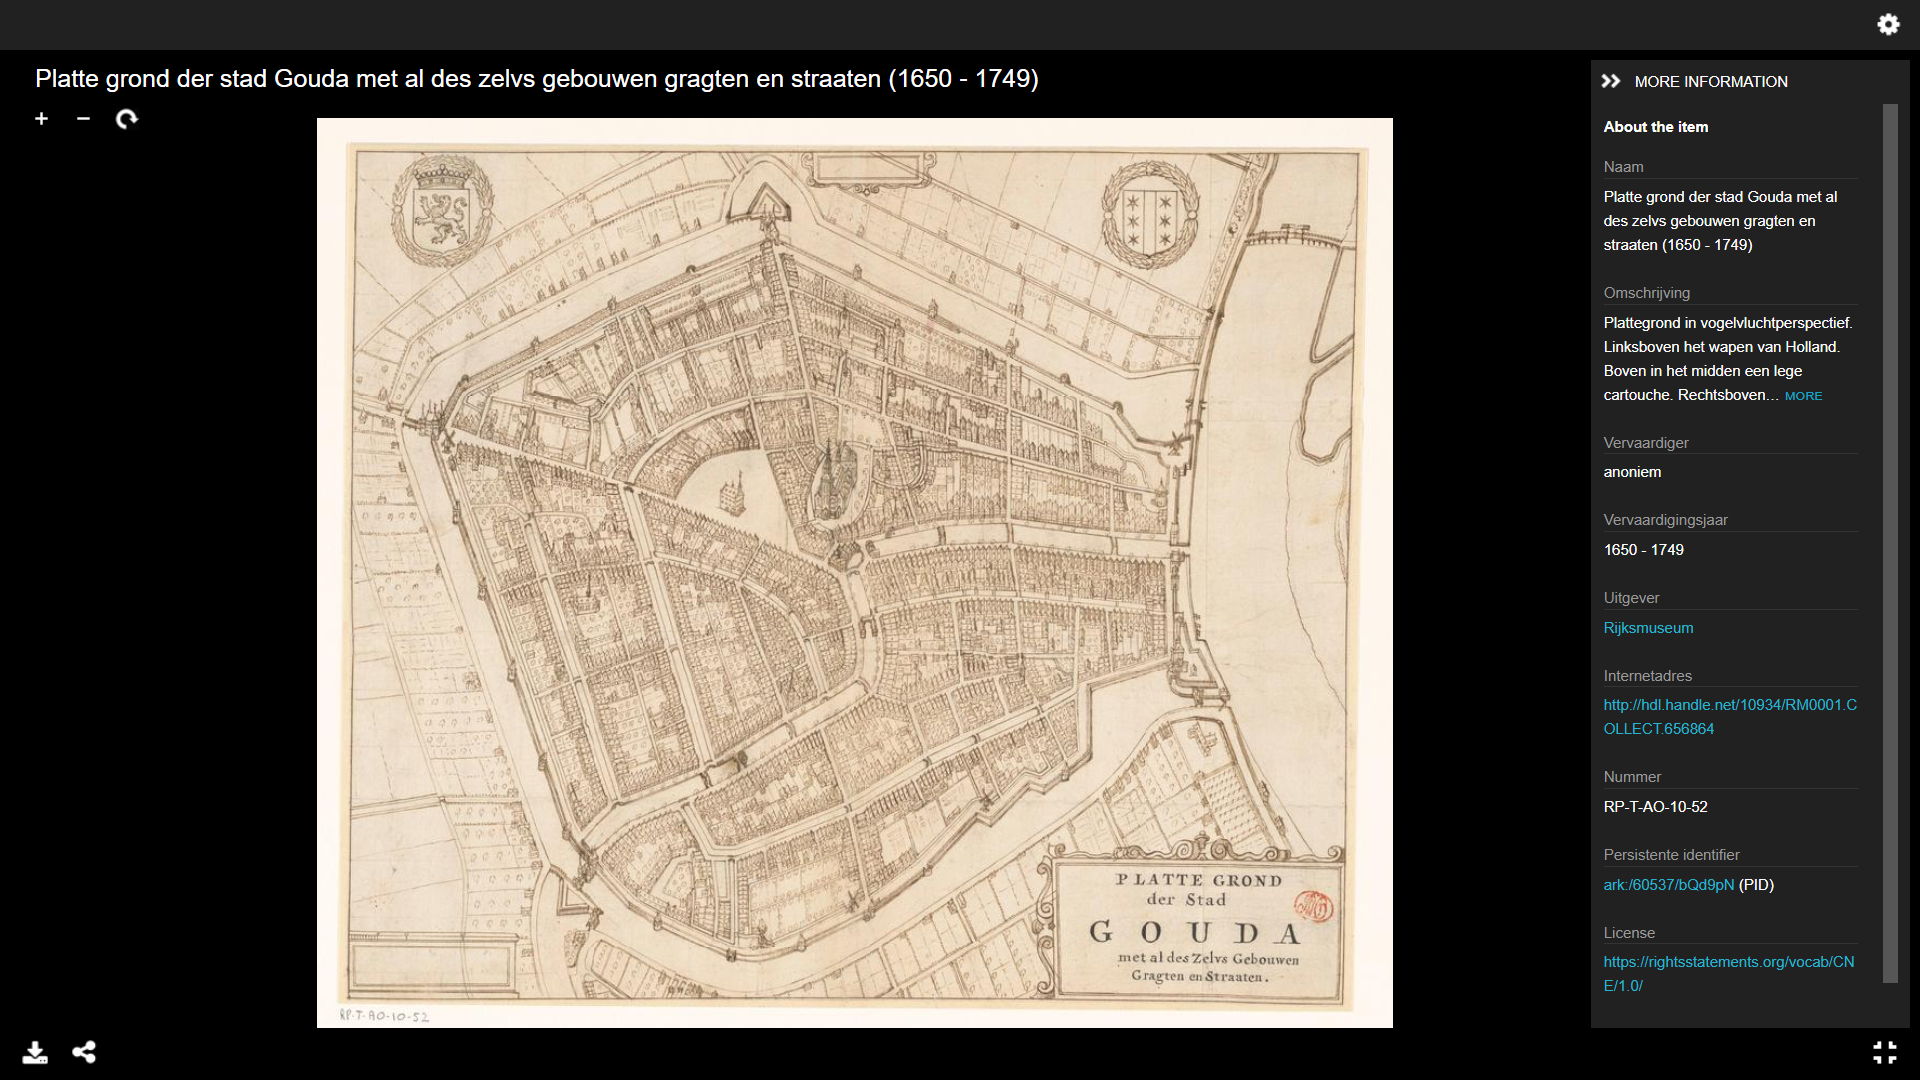 Platte grond der stad Gouda met al des zelvs gebouwen gragten en straaten (1650 - 1749)
PLATTE GROND
der Stad
GOUDA
met al des Zelvs Gebouwen
Gragten en Straaten.
RP-T-AO-10-52
MORE INFORMATION
About the item
Naam
Platte grond der stad Gouda met al
des zelvs gebouwen gragten en
straaten (1650 - 1749)
Omschrijving
Plattegrond in vogelvluchtperspectief.
Linksboven het wapen van Holland.
Boven in het midden een lege
cartouche. Rechtsboven... MORE
Vervaardiger
anoniem
Vervaardigingsjaar
1650 - 1749
Uitgever
Rijksmuseum
Internetadres
http://hdl.handle.net/10934/RM0001.C
OLLECT.656864
Nummer
RP-T-AO-10-52
Persistente identifier
ark:/60537/bQd9pN (PID)
License
https://rightsstatements.org/vocab/CN
E/1.0/